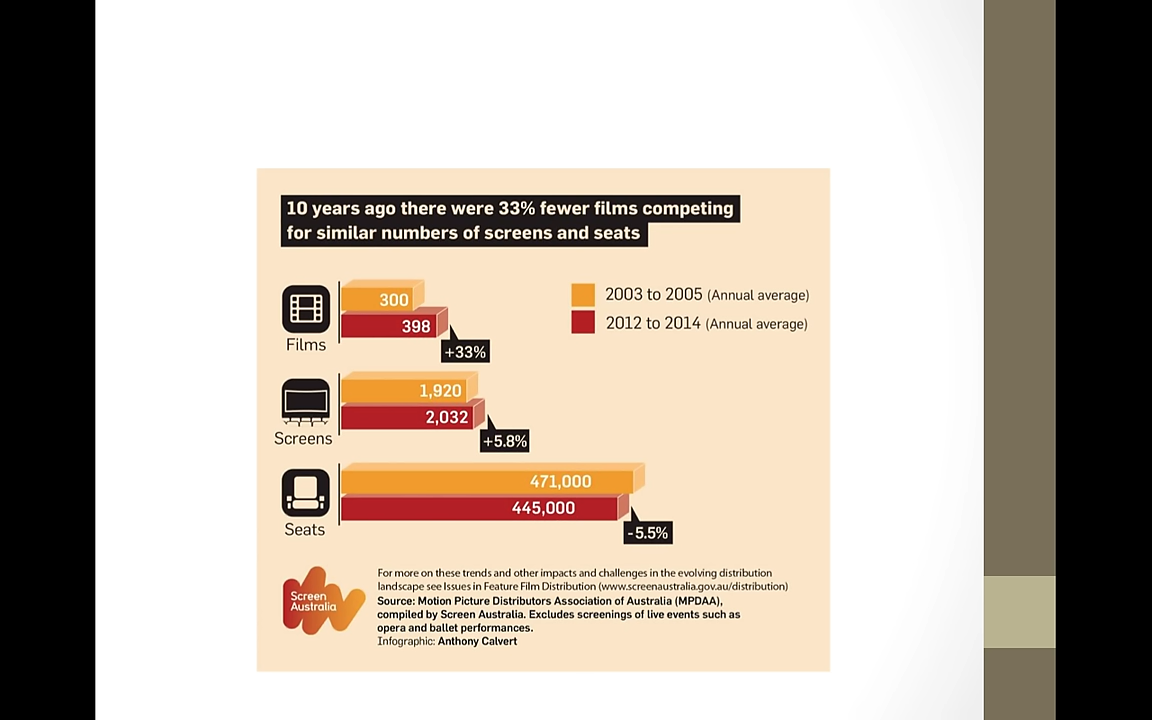 10 years ago there were 33% fewer films competing
for similar numbers of screens and seats
300
398
+33%
Films
2003 to 2005 (Annual average)
2012 to 2014 (Annual average)
1,920
2,032
+5.8%
Screens
471,000
445,000
-5.5%
Seats
Screen
Australia
For more on these trends and other impacts and challenges in the evolving distribution
landscape see Issues in Feature Film Distribution (www.screenaustralia.gov.au/distribution)
Source: Motion Picture Distributors Association of Australia (MPDAA),
compiled by Screen Australia. Excludes screenings of live events such as
opera and ballet performances.
Infographic: Anthony Calvert